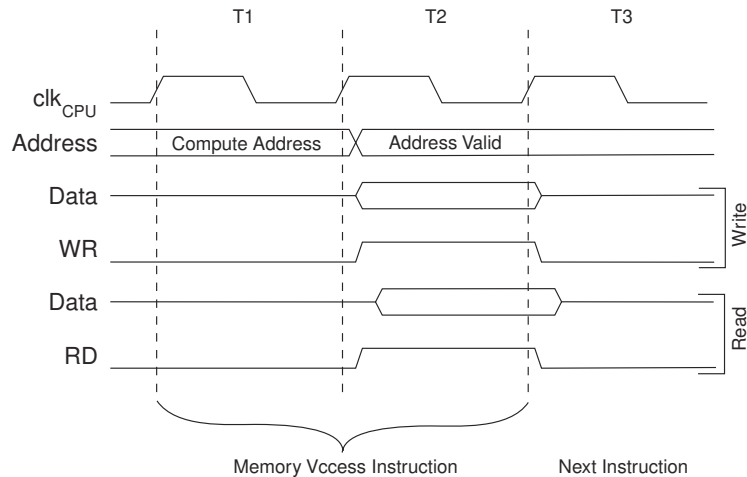 T1 T2 T3
clkCPU
Address Compute Address Address Valid
Data
WR
Write
Data
RD
Read
Memory Vccess Instruction Next Instruction